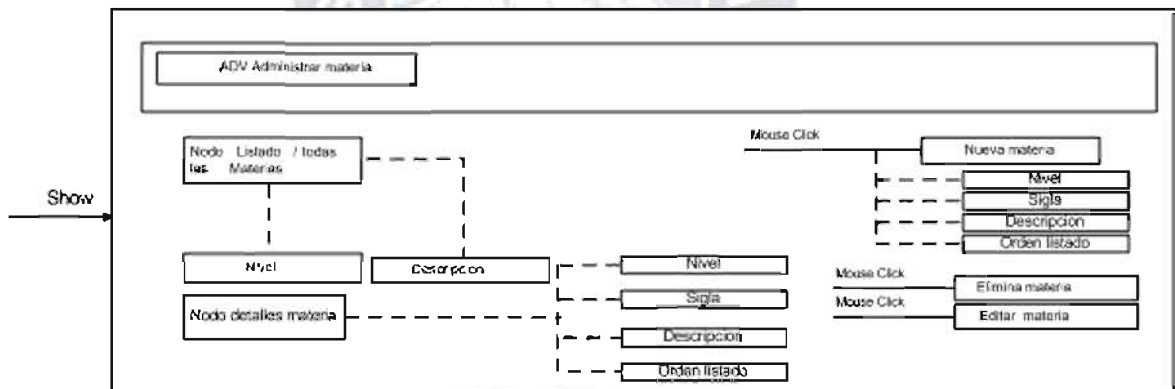 ADV Administrar materia
Nodo Listado / todas
las Materias
Mouse Click
Nueva materia
Nivel
Sigla
Descripcion
Orden listado
Show
Nivel
Descripcion
Nivel
Sigla
Nodo detalles materia
Descripcion
Orden listado
Mouse Click
Elimina materia
Mouse Click
Editar materia